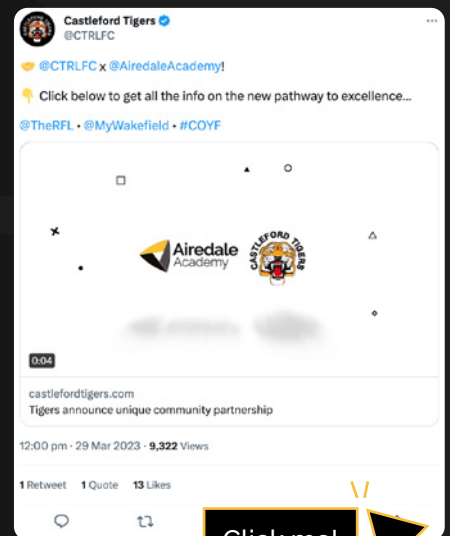 Castleford Tigers
@CTRLFC
@CTRLFC x @AiredaleAcademy!
Click below to get all the info on the new pathway to excellence...
@TheRFL • @MyWakefield • #COYF
Airedale
Academy
CASTLEFORD
TIGERS
0:04
castlefordtigers.com
Tigers announce unique community partnership
12:00 pm · 29 Mar 2023 · 9,322 Views
1 Retweet 1 Quote 13 Likes
Click me!